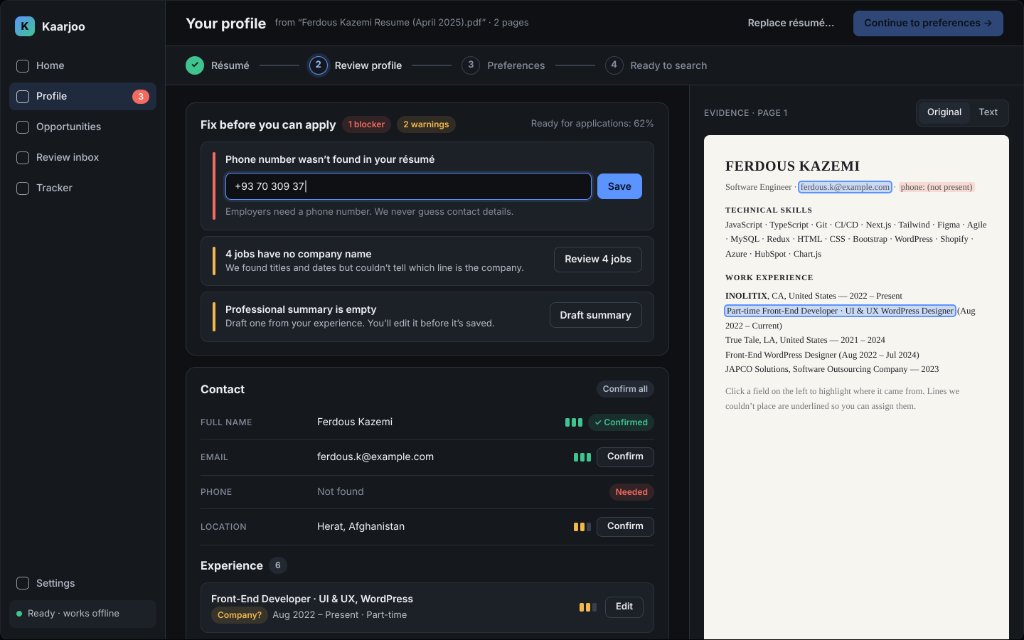 K Kaarjoo
Home
Profile 3
Opportunities
Review inbox
Tracker
Settings
Ready · works offline
Your profile from “Ferdous Kazemi Resume (April 2025).pdf” · 2 pages
Replace résumé…
Continue to preferences →
✓ Résumé
2 Review profile
3 Preferences
4 Ready to search
Fix before you can apply 1 blocker 2 warnings
Ready for applications: 62%
Phone number wasn’t found in your résumé
+93 70 309 37
Save
Employers need a phone number. We never guess contact details.
4 jobs have no company name
We found titles and dates but couldn’t tell which line is the company.
Review 4 jobs
Professional summary is empty
Draft one from your experience. You’ll edit it before it’s saved.
Draft summary
Contact
Confirm all
FULL NAME Ferdous Kazemi ✓ Confirmed
EMAIL ferdous.k@example.com Confirm
PHONE Not found Needed
LOCATION Herat, Afghanistan Confirm
Experience 6
Front-End Developer · UI & UX, WordPress
Company? Aug 2022 – Present · Part-time
Edit
EVIDENCE · PAGE 1
Original Text
FERDOUS KAZEMI
Software Engineer · ferdous.k@example.com · phone: (not present)
TECHNICAL SKILLS
JavaScript · TypeScript · Git · CI/CD · Next.js · Tailwind · Figma · Agile
· MySQL · Redux · HTML · CSS · Bootstrap · WordPress · Shopify ·
Azure · HubSpot · Chart.js
WORK EXPERIENCE
INOLITIX, CA, United States — 2022 – Present
Part-time Front-End Developer · UI & UX WordPress Designer (Aug
2022 – Current)
True Tale, LA, United States — 2021 – 2024
Front-End WordPress Designer (Aug 2022 – Jul 2024)
JAPCO Solutions, Software Outsourcing Company — 2023
Click a field on the left to highlight where it came from. Lines we
couldn’t place are underlined so you can assign them.